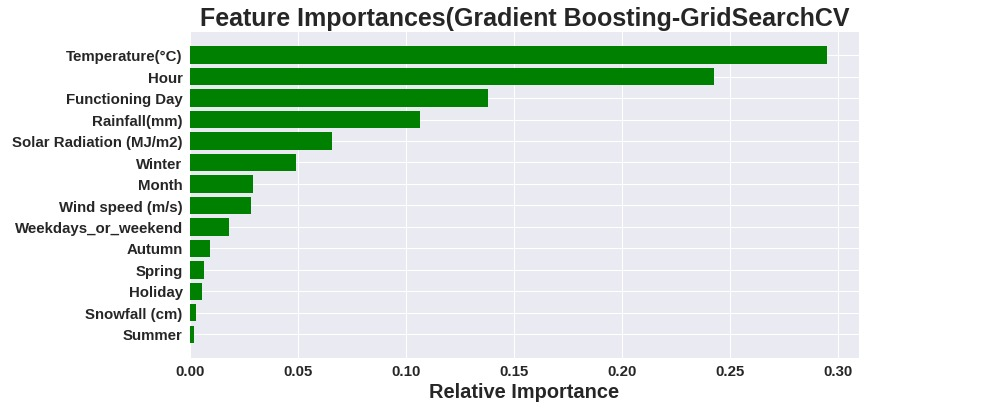 Feature Importances(Gradient Boosting-GridSearchCV
Temperature(°C)
Hour
Functioning Day
Rainfall(mm)
Solar Radiation (MJ/m2)
Winter
Month
Wind speed (m/s)
Weekdays_or_weekend
Autumn
Spring
Holiday
Snowfall (cm)
Summer
0.00 0.05 0.10 0.15 0.20 0.25 0.30
Relative Importance